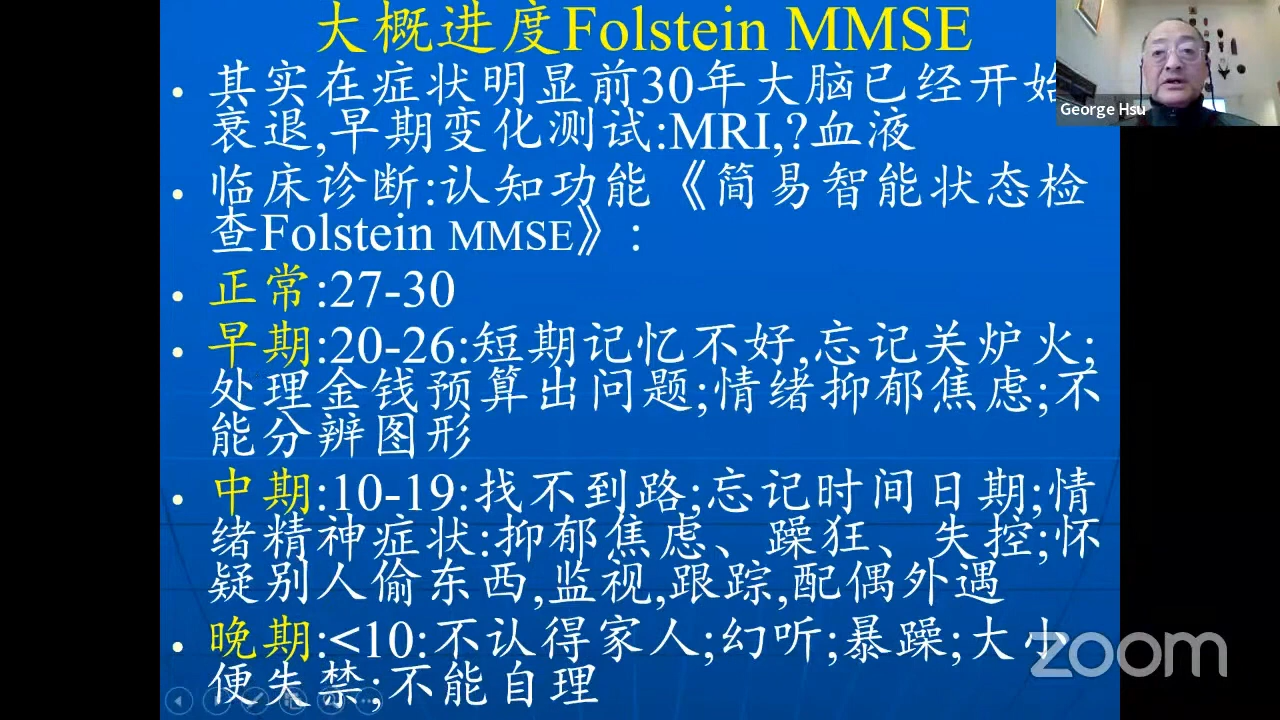 大概进度Folstein MMSE
• 其实在症状明显前30年大脑已经开始
衰退,早期变化测试:MRI,?血液
• 临床诊断:认知功能《简易智能状态检
查Folstein MMSE》:
• 正常:27-30
• 早期:20-26:短期记忆不好,忘记关炉火;
处理金钱预算出问题;情绪抑郁焦虑;不
能分辨图形
• 中期:10-19:找不到路;忘记时间日期;情
绪精神症状:抑郁焦虑、躁狂、失控;怀
疑别人偷东西,监视,跟踪,配偶外遇
• 晚期:<10:不认得家人;幻听;暴躁;大小
便失禁;不能自理
George Hsu
zoom